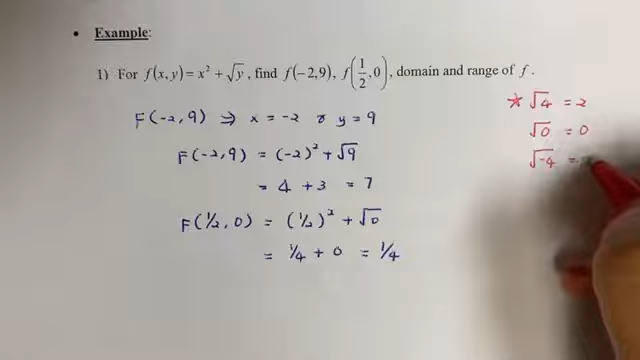 • Example:
1) For f(x, y) = x² + √y, find f(−2, 9), f(1/2, 0), domain and range of f.
F(-2, 9) ⇒ x = -2 & y = 9
F(-2, 9) = (-2)² + √9
= 4 + 3 = 7
F(1/2, 0) = (1/2)² + √0
= 1/4 + 0 = 1/4
* √4 = 2
√0 = 0
√-4 =